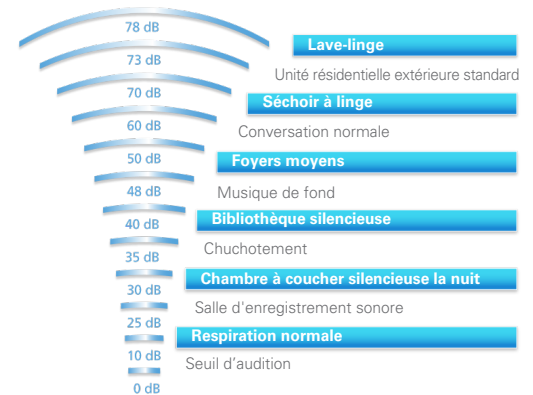 78 dB
Lave-linge
73 dB
Unité résidentielle extérieure standard
70 dB
Séchoir à linge
60 dB
Conversation normale
50 dB
Foyers moyens
48 dB
Musique de fond
40 dB
Bibliothèque silencieuse
35 dB
Chuchotement
30 dB
Chambre à coucher silencieuse la nuit
25 dB
Salle d'enregistrement sonore
10 dB
Respiration normale
0 dB
Seuil d'audition